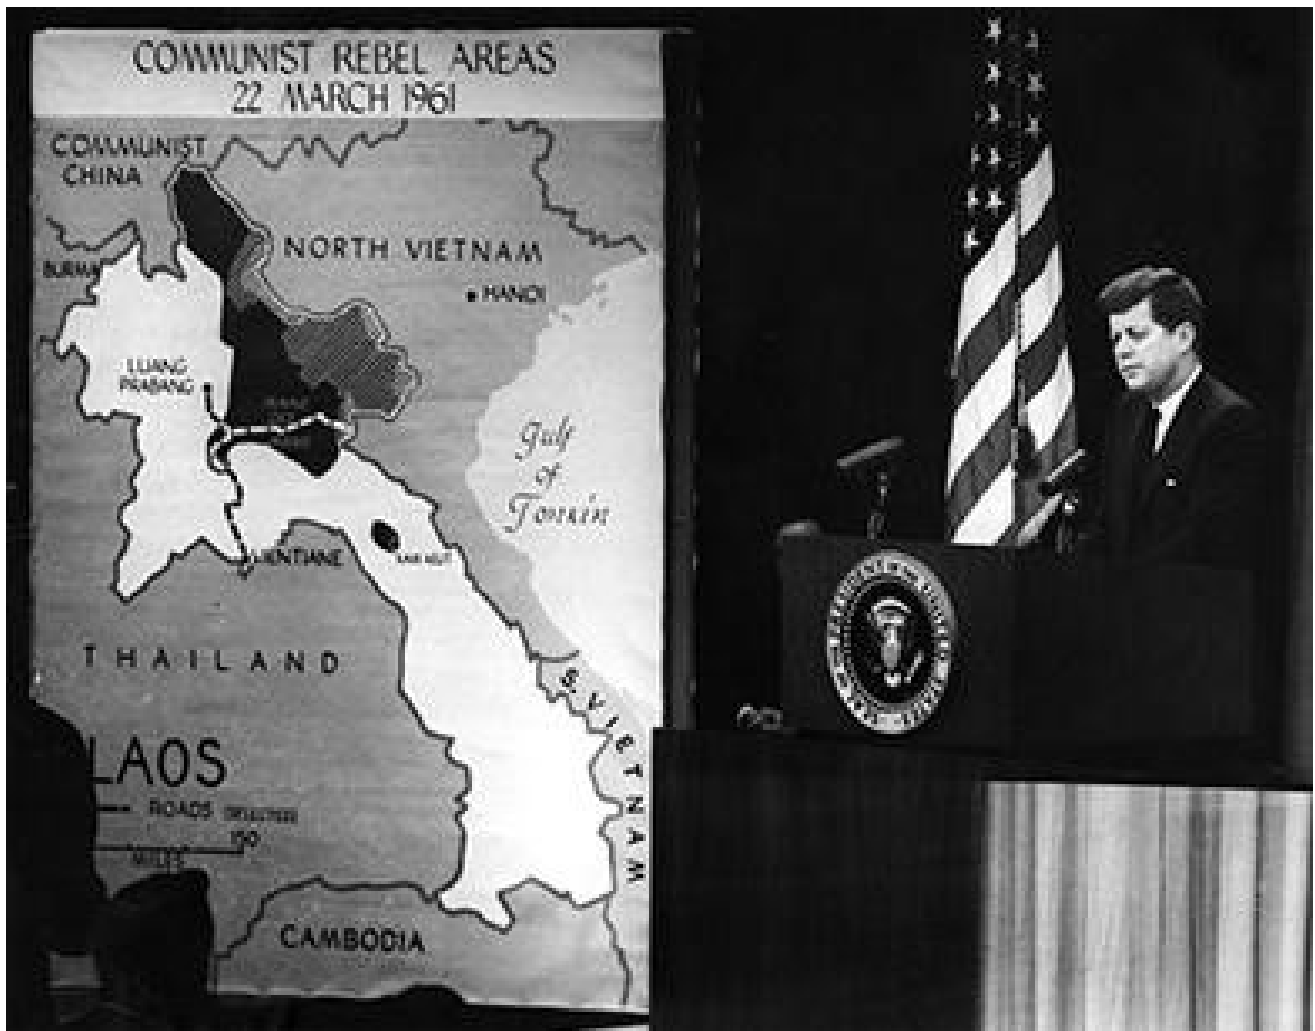 COMMUNIST REBEL AREAS
22 MARCH 1961
COMMUNIST
CHINA
BURMA
NORTH VIETNAM
HANOI
LUANG
PRABANG
Gulf
of
Tonkin
VIENTIANE
THAILAND
S. VIETNAM
LAOS
ROADS
150
MILES
CAMBODIA